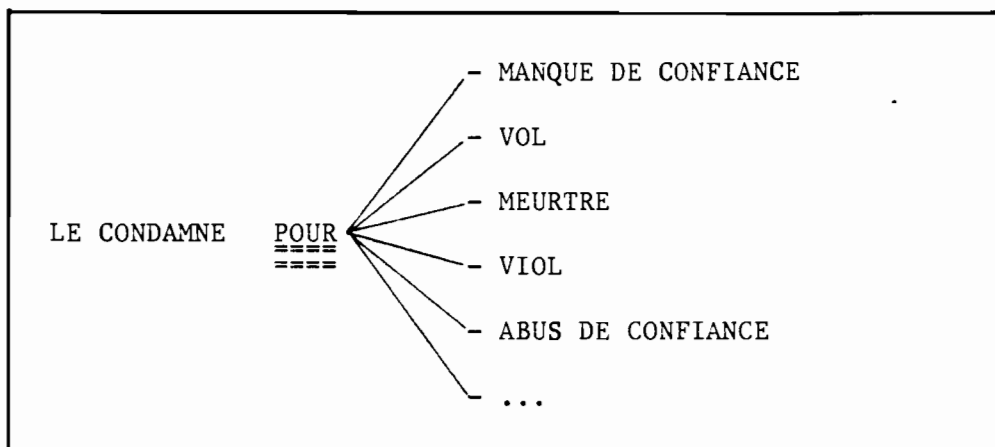 - MANQUE DE CONFIANCE
- VOL
- MEURTRE
LE CONDAMNE POUR
- VIOL
- ABUS DE CONFIANCE
- ...